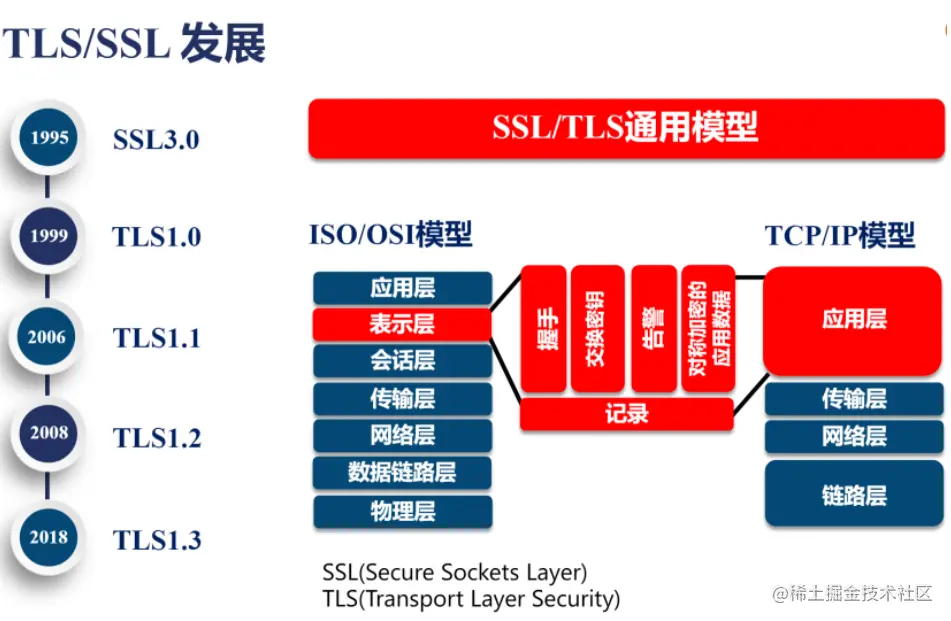 TLS/SSL 发展
1995
SSL3.0
1999
TLS1.0
2006
TLS1.1
2008
TLS1.2
2018
TLS1.3
SSL/TLS通用模型
ISO/OSI模型
应用层
表示层
会话层
传输层
网络层
数据链路层
物理层
握手
交换密钥
告警
对称加密的
应用数据
记录
TCP/IP模型
应用层
传输层
网络层
链路层
SSL(Secure Sockets Layer)
TLS(Transport Layer Security)
@稀土掘金技术社区